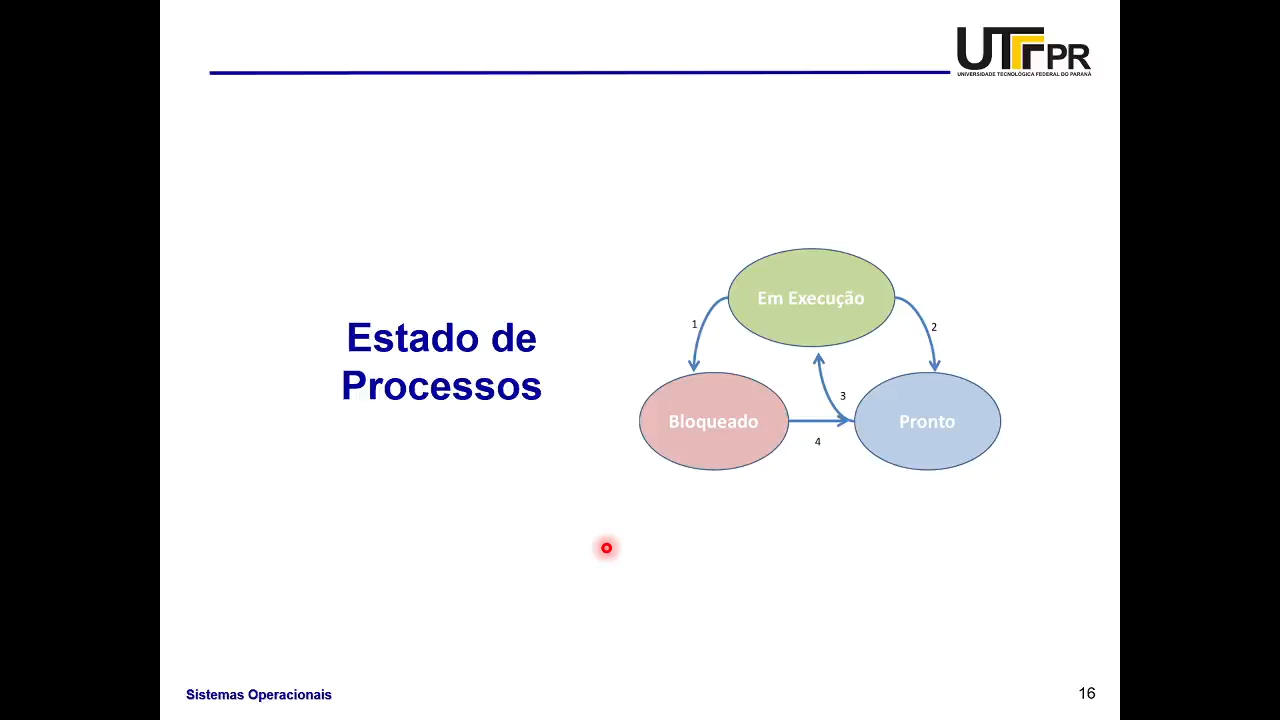 UTFPR
UNIVERSIDADE TECNOLÓGICA FEDERAL DO PARANÁ
Em Execução
1
2
Estado de
Processos
3
Bloqueado
Pronto
4
Sistemas Operacionais
16